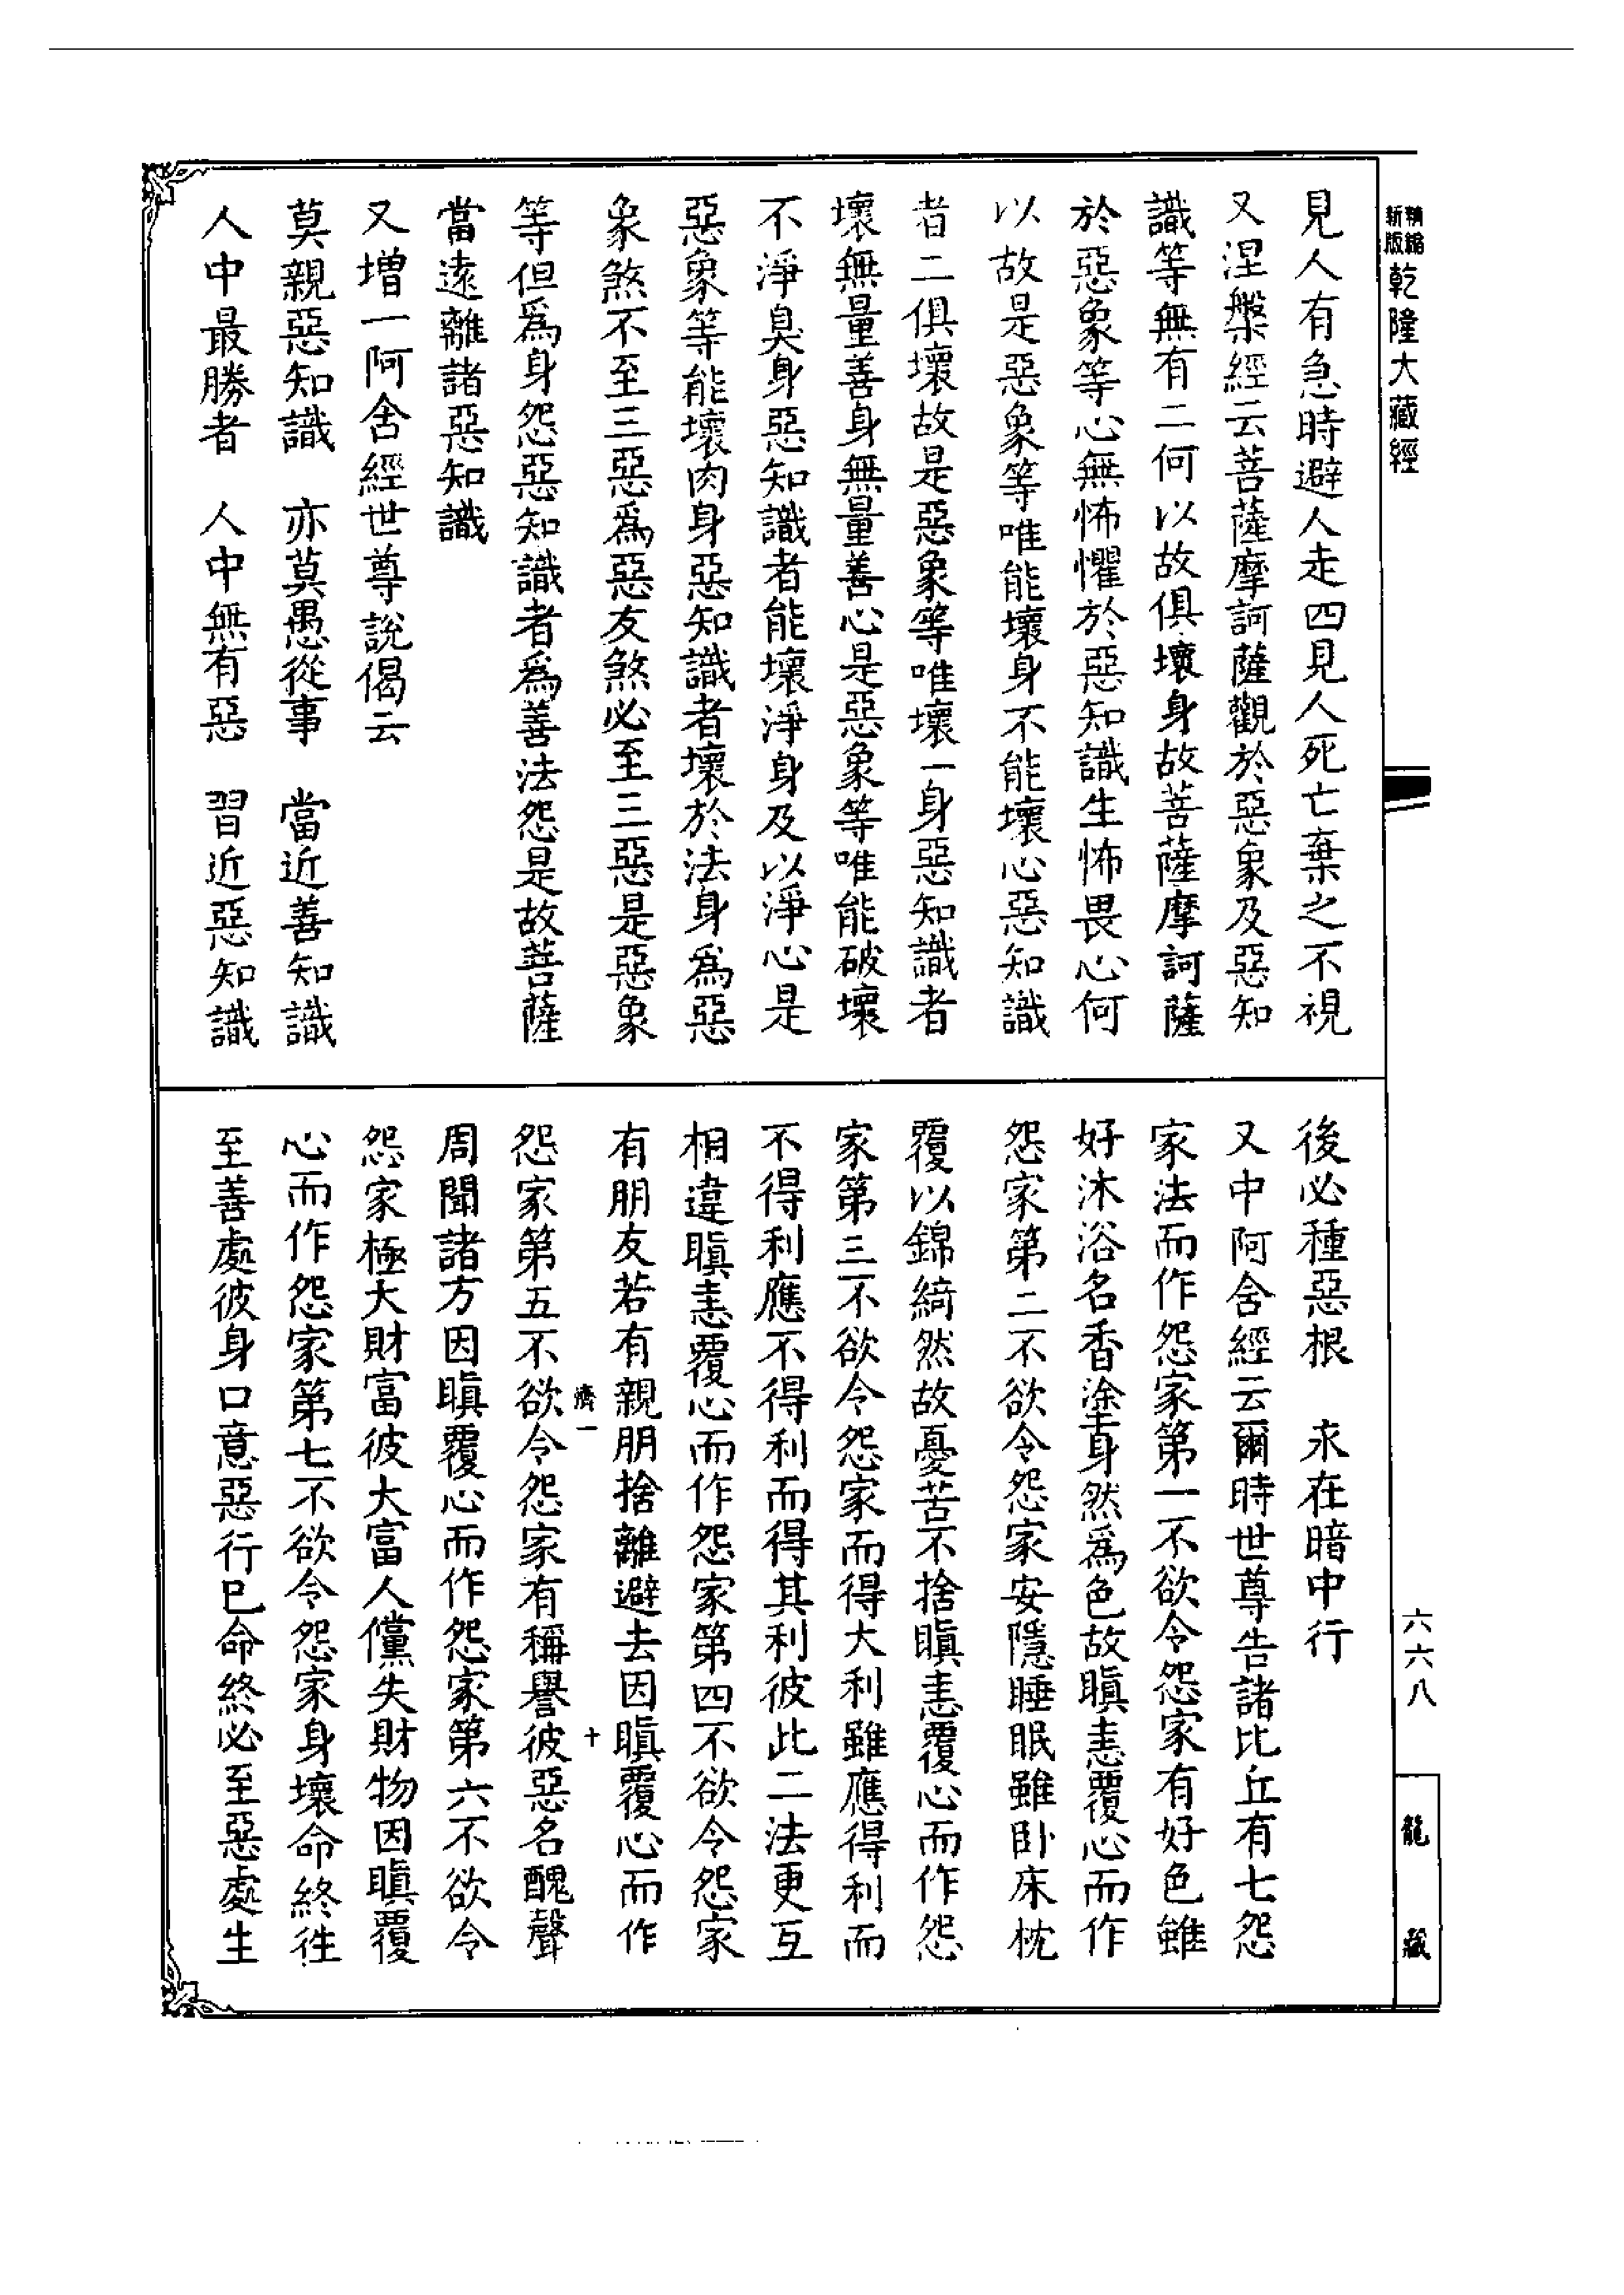 新版精縮乾隆大藏經
見人有急時避人走四見人死亡棄之不視
又涅槃經云菩薩摩訶薩觀於惡象及惡知
識等無有二何以故俱壞身故菩薩摩訶薩
於惡象等心無怖懼於惡知識生怖畏心何
以故是惡象等唯能壞身不能壞心惡知識
者二俱壞故是惡象等唯壞一身惡知識者
壞無量善身無量善心是惡象等唯能破壞
不淨臭身惡知識者能壞淨身及以淨心是
惡象等能壞肉身惡知識者壞於法身為惡
象煞不至三惡為惡友煞必至三惡是惡象
等但為身怨惡知識者為善法怨是故菩薩
當遠離諸惡知識
又增一阿含經世尊說偈云
莫親惡知識　亦莫愚從事　當近善知識
人中最勝者　人中無有惡　習近惡知識
後必種惡根　永在暗中行
又中阿含經云爾時世尊告諸比丘有七怨
家法而作怨家第一不欲令怨家有好色雖
好沐浴名香塗身然為色故瞋恚覆心而作
怨家第二不欲令怨家安隱睡眠雖臥床枕
覆以錦綺然故憂苦不捨瞋恚覆心而作怨
家第三不欲令怨家而得大利雖應得利而
不得利應不得利而得其利彼此二法更互
相違瞋恚覆心而作怨家第四不欲令怨家
有朋友若有親朋捨離避去因瞋覆心而作
濟一　十
怨家第五不欲令怨家有稱譽彼惡名醜聲
周聞諸方因瞋覆心而作怨家第六不欲令
怨家極大財富彼大富人儻失財物因瞋覆
心而作怨家第七不欲令怨家身壞命終往
至善處彼身口意惡行已命終必至惡處生
六六八
龍藏